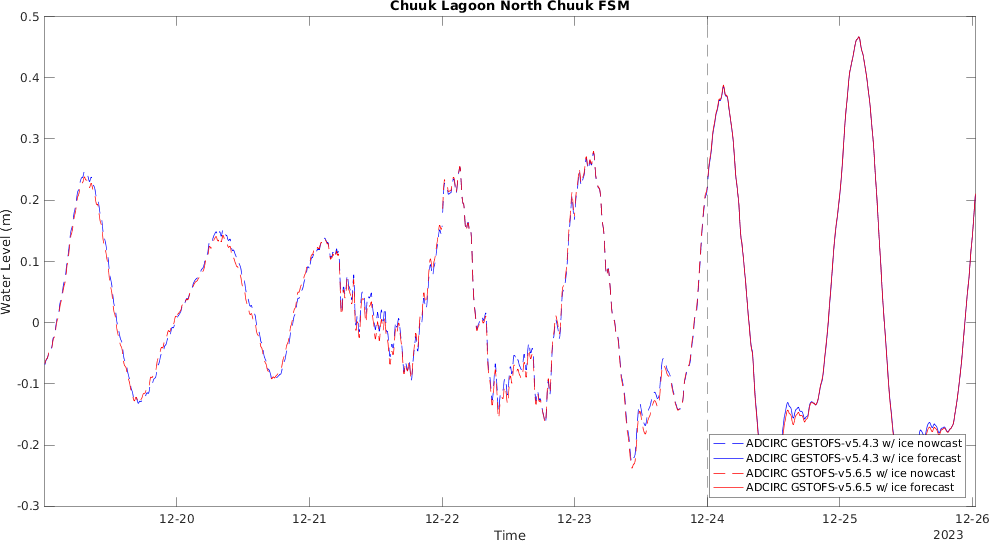 Chuuk Lagoon North Chuuk FSM
0.5
0.4
0.3
0.2
0.1
0
-0.1
-0.2
-0.3
Water Level (m)
12-20
12-21
12-22
12-23
12-24
12-25
12-26
Time
2023
ADCIRC GESTOFS-v5.4.3 w/ ice nowcast
ADCIRC GESTOFS-v5.4.3 w/ ice forecast
ADCIRC GSTOFS-v5.6.5 w/ ice nowcast
ADCIRC GSTOFS-v5.6.5 w/ ice forecast